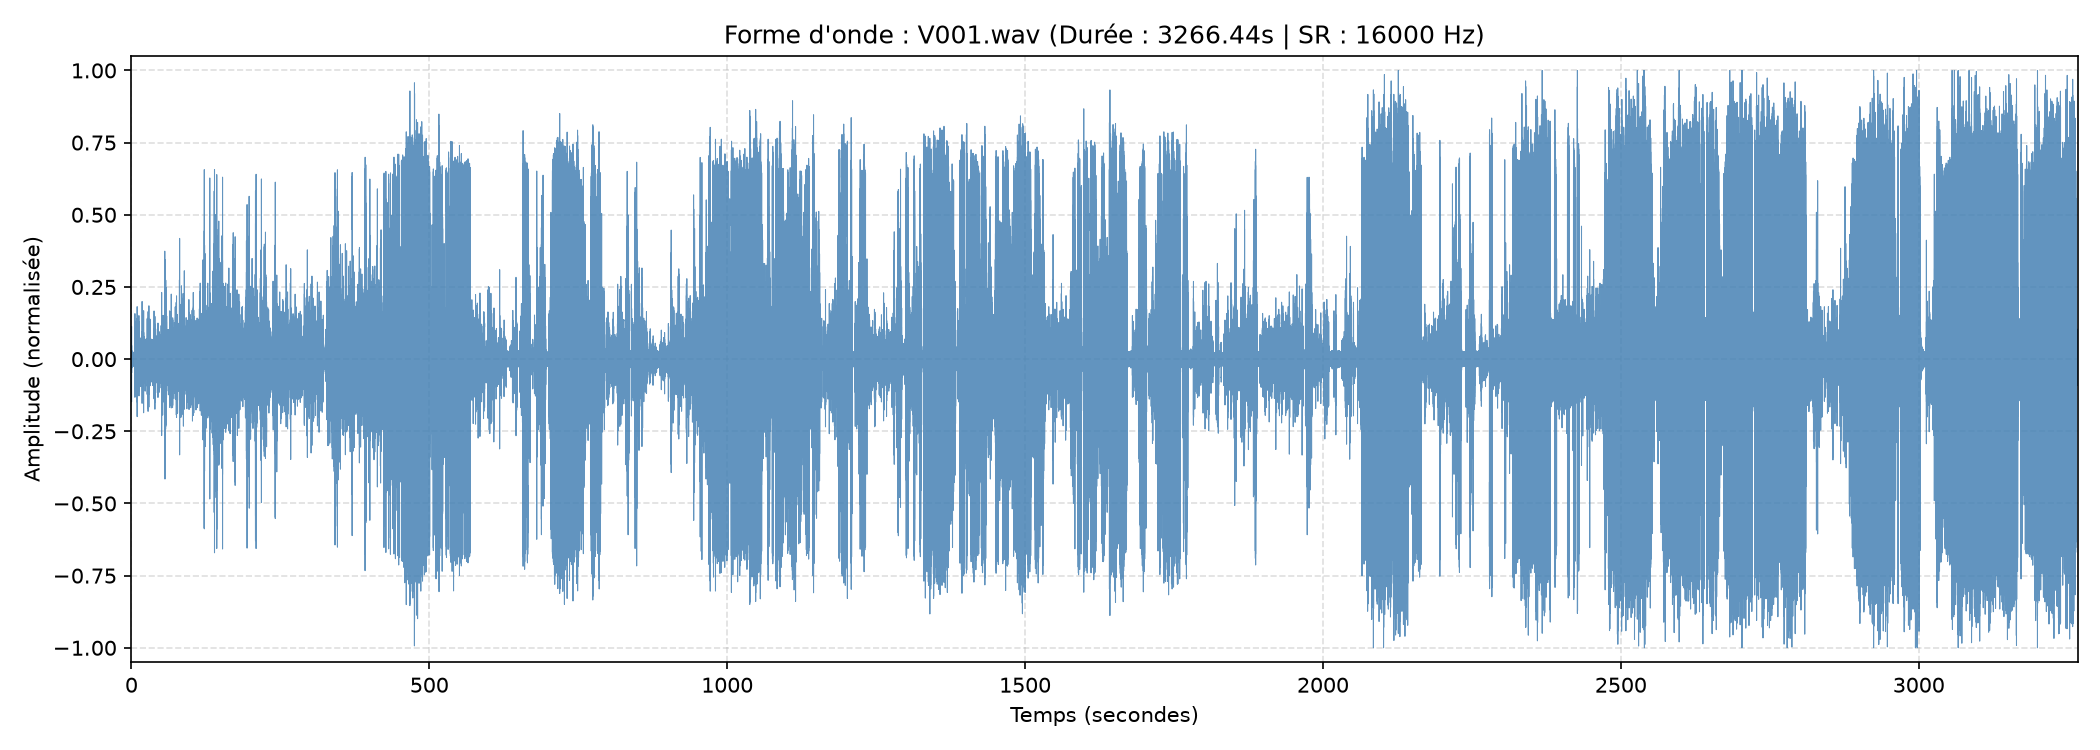 Forme d'onde : V001.wav (Durée : 3266.44s | SR : 16000 Hz)
1.00
0.75
0.50
0.25
0.00
−0.25
−0.50
−0.75
−1.00
Amplitude (normalisée)
0 500 1000 1500 2000 2500 3000
Temps (secondes)